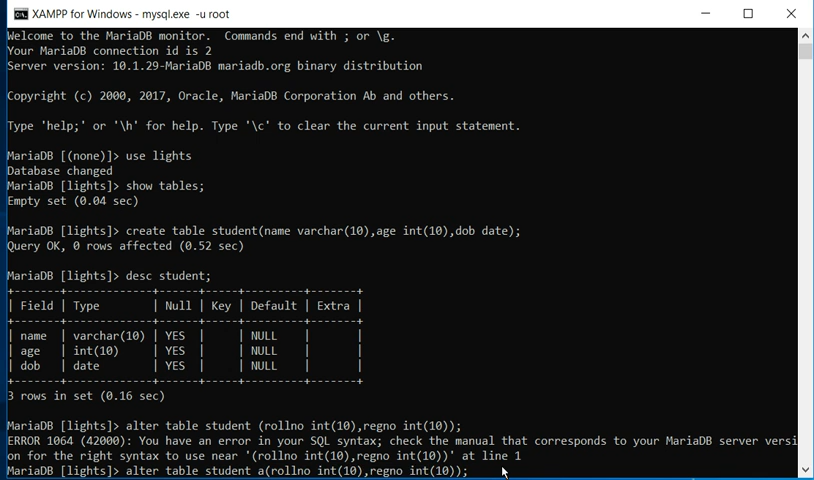 XAMPP for Windows - mysql.exe -u root
Welcome to the MariaDB monitor.  Commands end with ; or \g.
Your MariaDB connection id is 2
Server version: 10.1.29-MariaDB mariadb.org binary distribution
Copyright (c) 2000, 2017, Oracle, MariaDB Corporation Ab and others.
Type 'help;' or '\h' for help. Type '\c' to clear the current input statement.
MariaDB [(none)]> use lights
Database changed
MariaDB [lights]> show tables;
Empty set (0.04 sec)
MariaDB [lights]> create table student(name varchar(10),age int(10),dob date);
Query OK, 0 rows affected (0.52 sec)
MariaDB [lights]> desc student;
+-------+-------------+------+-----+---------+-------+
| Field | Type        | Null | Key | Default | Extra |
+-------+-------------+------+-----+---------+-------+
| name  | varchar(10) | YES  |     | NULL    |       |
| age   | int(10)     | YES  |     | NULL    |       |
| dob   | date        | YES  |     | NULL    |       |
+-------+-------------+------+-----+---------+-------+
3 rows in set (0.16 sec)
MariaDB [lights]> alter table student (rollno int(10),regno int(10));
ERROR 1064 (42000): You have an error in your SQL syntax; check the manual that corresponds to your MariaDB server versi
on for the right syntax to use near '(rollno int(10),regno int(10))' at line 1
MariaDB [lights]> alter table student a(rollno int(10),regno int(10));